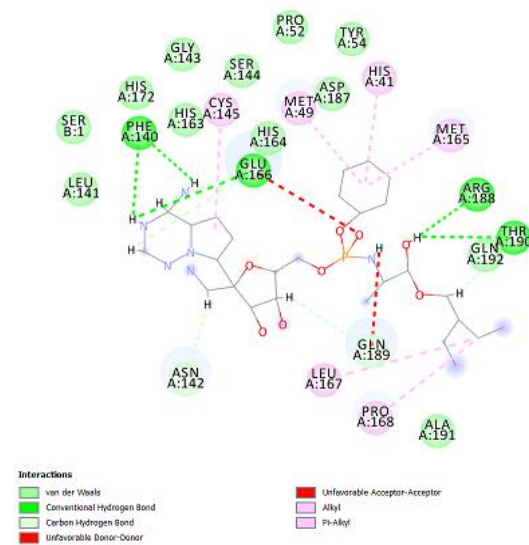 PRO
A:52
TYR
A:54
GLY
A:143
SER
A:144
HIS
A:41
HIS
A:172
CYS
A:145
MET
A:49
ASP
A:187
SER
B:1
PHE
A:140
HIS
A:163
HIS
A:164
MET
A:165
LEU
A:141
GLU
A:166
ARG
A:188
THR
A:190
GLN
A:192
H
H
N
H
N
H
H
N
N
N
O
O
O
O
O
P
N
H
H
O
O
H
N
H
H
O
O
ASN
A:142
GLN
A:189
LEU
A:167
PRO
A:168
ALA
A:191
Interactions
van der Waals
Conventional Hydrogen Bond
Carbon Hydrogen Bond
Unfavorable Donor-Donor
Unfavorable Acceptor-Acceptor
Alkyl
Pi-Alkyl